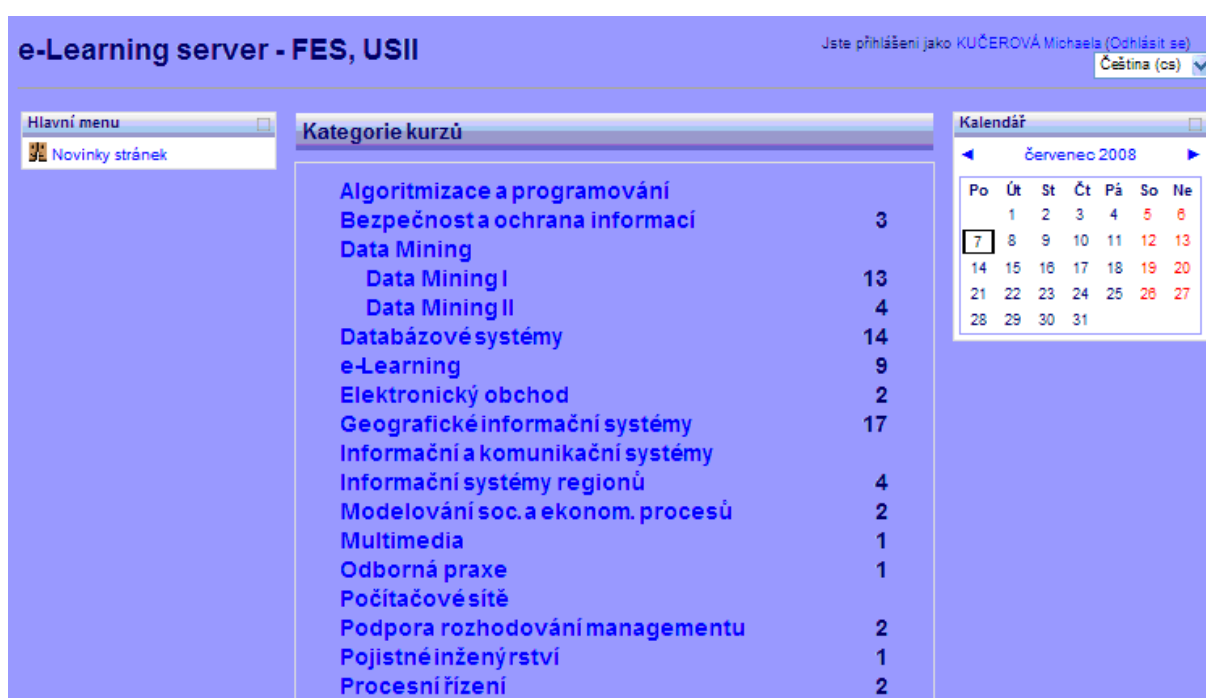 e-Learning server - FES, USII
Jste přihlášeni jako KUČEROVÁ Michaela (Odhlásit se)
Čeština (cs)
Hlavní menu
Novinky stránek
Kategorie kurzů
Algoritmizace a programování
Bezpečnost a ochrana informací 3
Data Mining
Data Mining I 13
Data Mining II 4
Databázové systémy 14
e-Learning 9
Elektronický obchod 2
Geografické informační systémy 17
Informační a komunikační systémy
Informační systémy regionů 4
Modelování soc. a ekonom. procesů 2
Multimedia 1
Odborná praxe 1
Počítačové sítě
Podpora rozhodování managementu 2
Pojistné inženýrství 1
Procesní řízení 2
Kalendář
◄ červenec 2008 ►
Po Út St Čt Pá So Ne
1 2 3 4 5 6
7 8 9 10 11 12 13
14 15 16 17 18 19 20
21 22 23 24 25 26 27
28 29 30 31